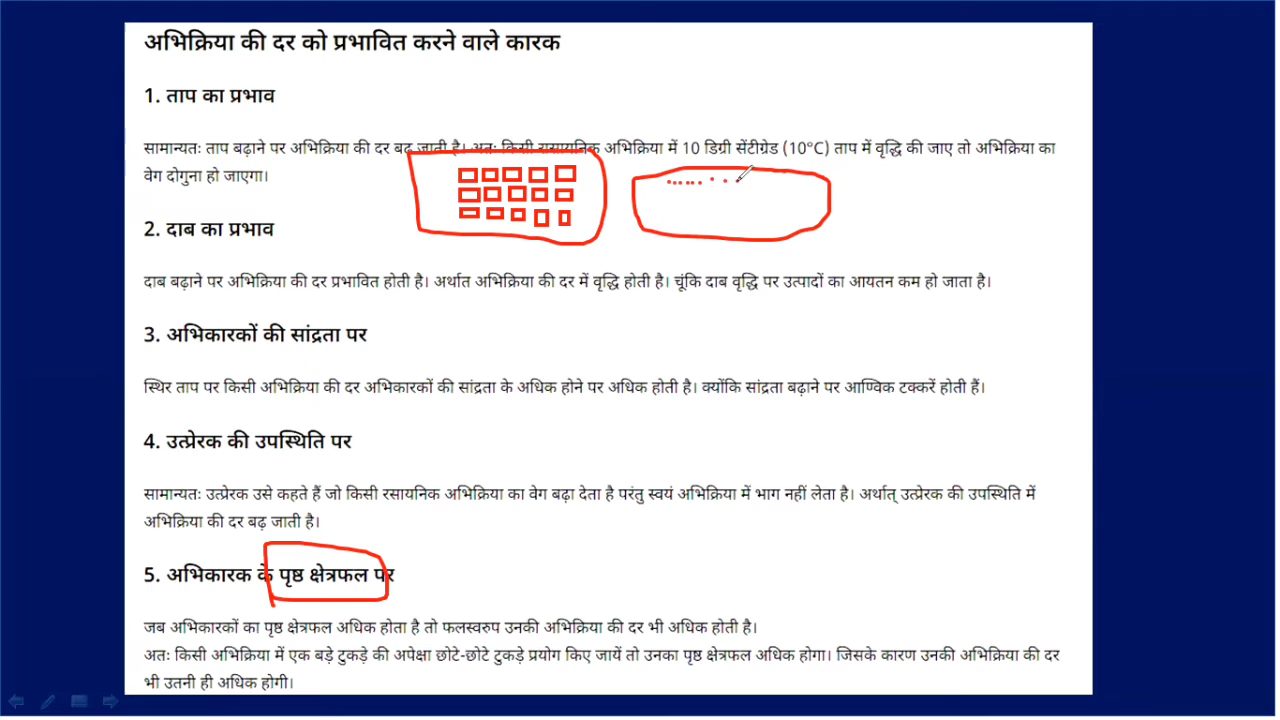 अभिक्रिया की दर को प्रभावित करने वाले कारक
1. ताप का प्रभाव
सामान्यतः ताप बढ़ाने पर अभिक्रिया की दर बढ़ जाती है। अतः किसी रासायनिक अभिक्रिया में 10 डिग्री सेंटीग्रेड (10°C) ताप में वृद्धि की जाए तो अभिक्रिया का
वेग दोगुना हो जाएगा।
2. दाब का प्रभाव
दाब बढ़ाने पर अभिक्रिया की दर प्रभावित होती है। अर्थात अभिक्रिया की दर में वृद्धि होती है। चूंकि दाब वृद्धि पर उत्पादों का आयतन कम हो जाता है।
3. अभिकारकों की सांद्रता पर
स्थिर ताप पर किसी अभिक्रिया की दर अभिकारकों की सांद्रता के अधिक होने पर अधिक होती है। क्योंकि सांद्रता बढ़ाने पर आण्विक टक्करें होती हैं।
4. उत्प्रेरक की उपस्थिति पर
सामान्यतः उत्प्रेरक उसे कहते हैं जो किसी रसायनिक अभिक्रिया का वेग बढ़ा देता है परंतु स्वयं अभिक्रिया में भाग नहीं लेता है। अर्थात् उत्प्रेरक की उपस्थिति में
अभिक्रिया की दर बढ़ जाती है।
5. अभिकारक के पृष्ठ क्षेत्रफल पर
जब अभिकारकों का पृष्ठ क्षेत्रफल अधिक होता है तो फलस्वरुप उनकी अभिक्रिया की दर भी अधिक होती है।
अतः किसी अभिक्रिया में एक बड़े टुकड़े की अपेक्षा छोटे-छोटे टुकड़े प्रयोग किए जायें तो उनका पृष्ठ क्षेत्रफल अधिक होगा। जिसके कारण उनकी अभिक्रिया की दर
भी उतनी ही अधिक होगी।